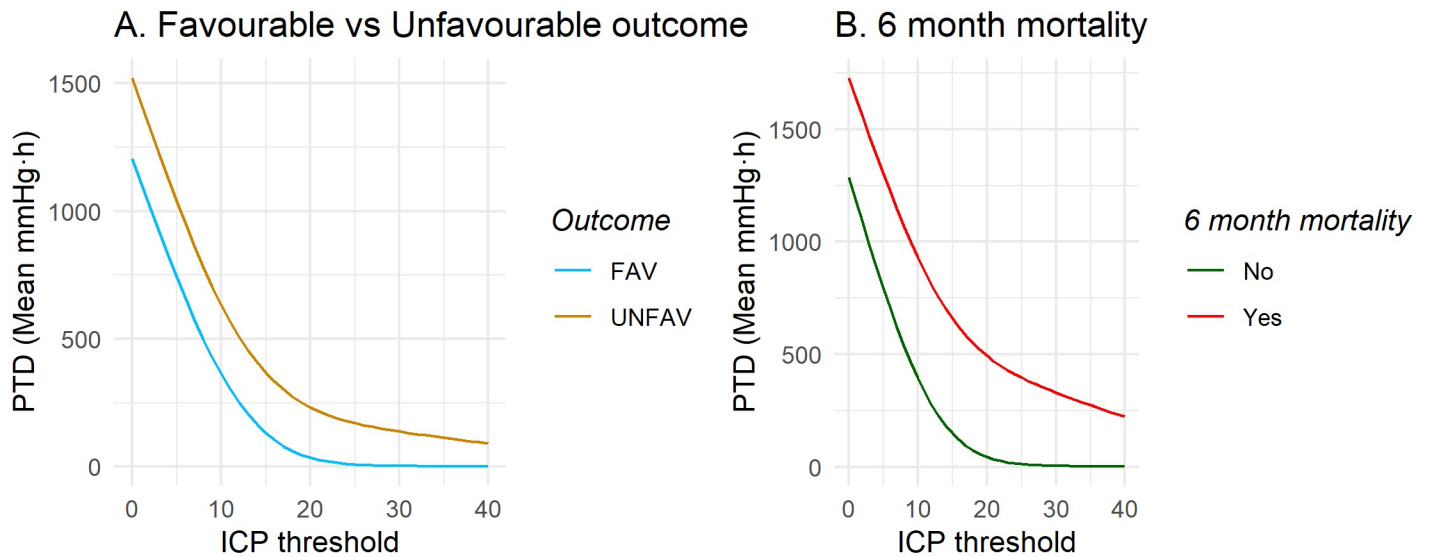 A. Favourable vs Unfavourable outcome
PTD (Mean mmHg·h)
1500
1000
500
0
0 10 20 30 40
ICP threshold
Outcome
FAV
UNFAV
B. 6 month mortality
PTD (Mean mmHg·h)
1500
1000
500
0
0 10 20 30 40
ICP threshold
6 month mortality
No
Yes